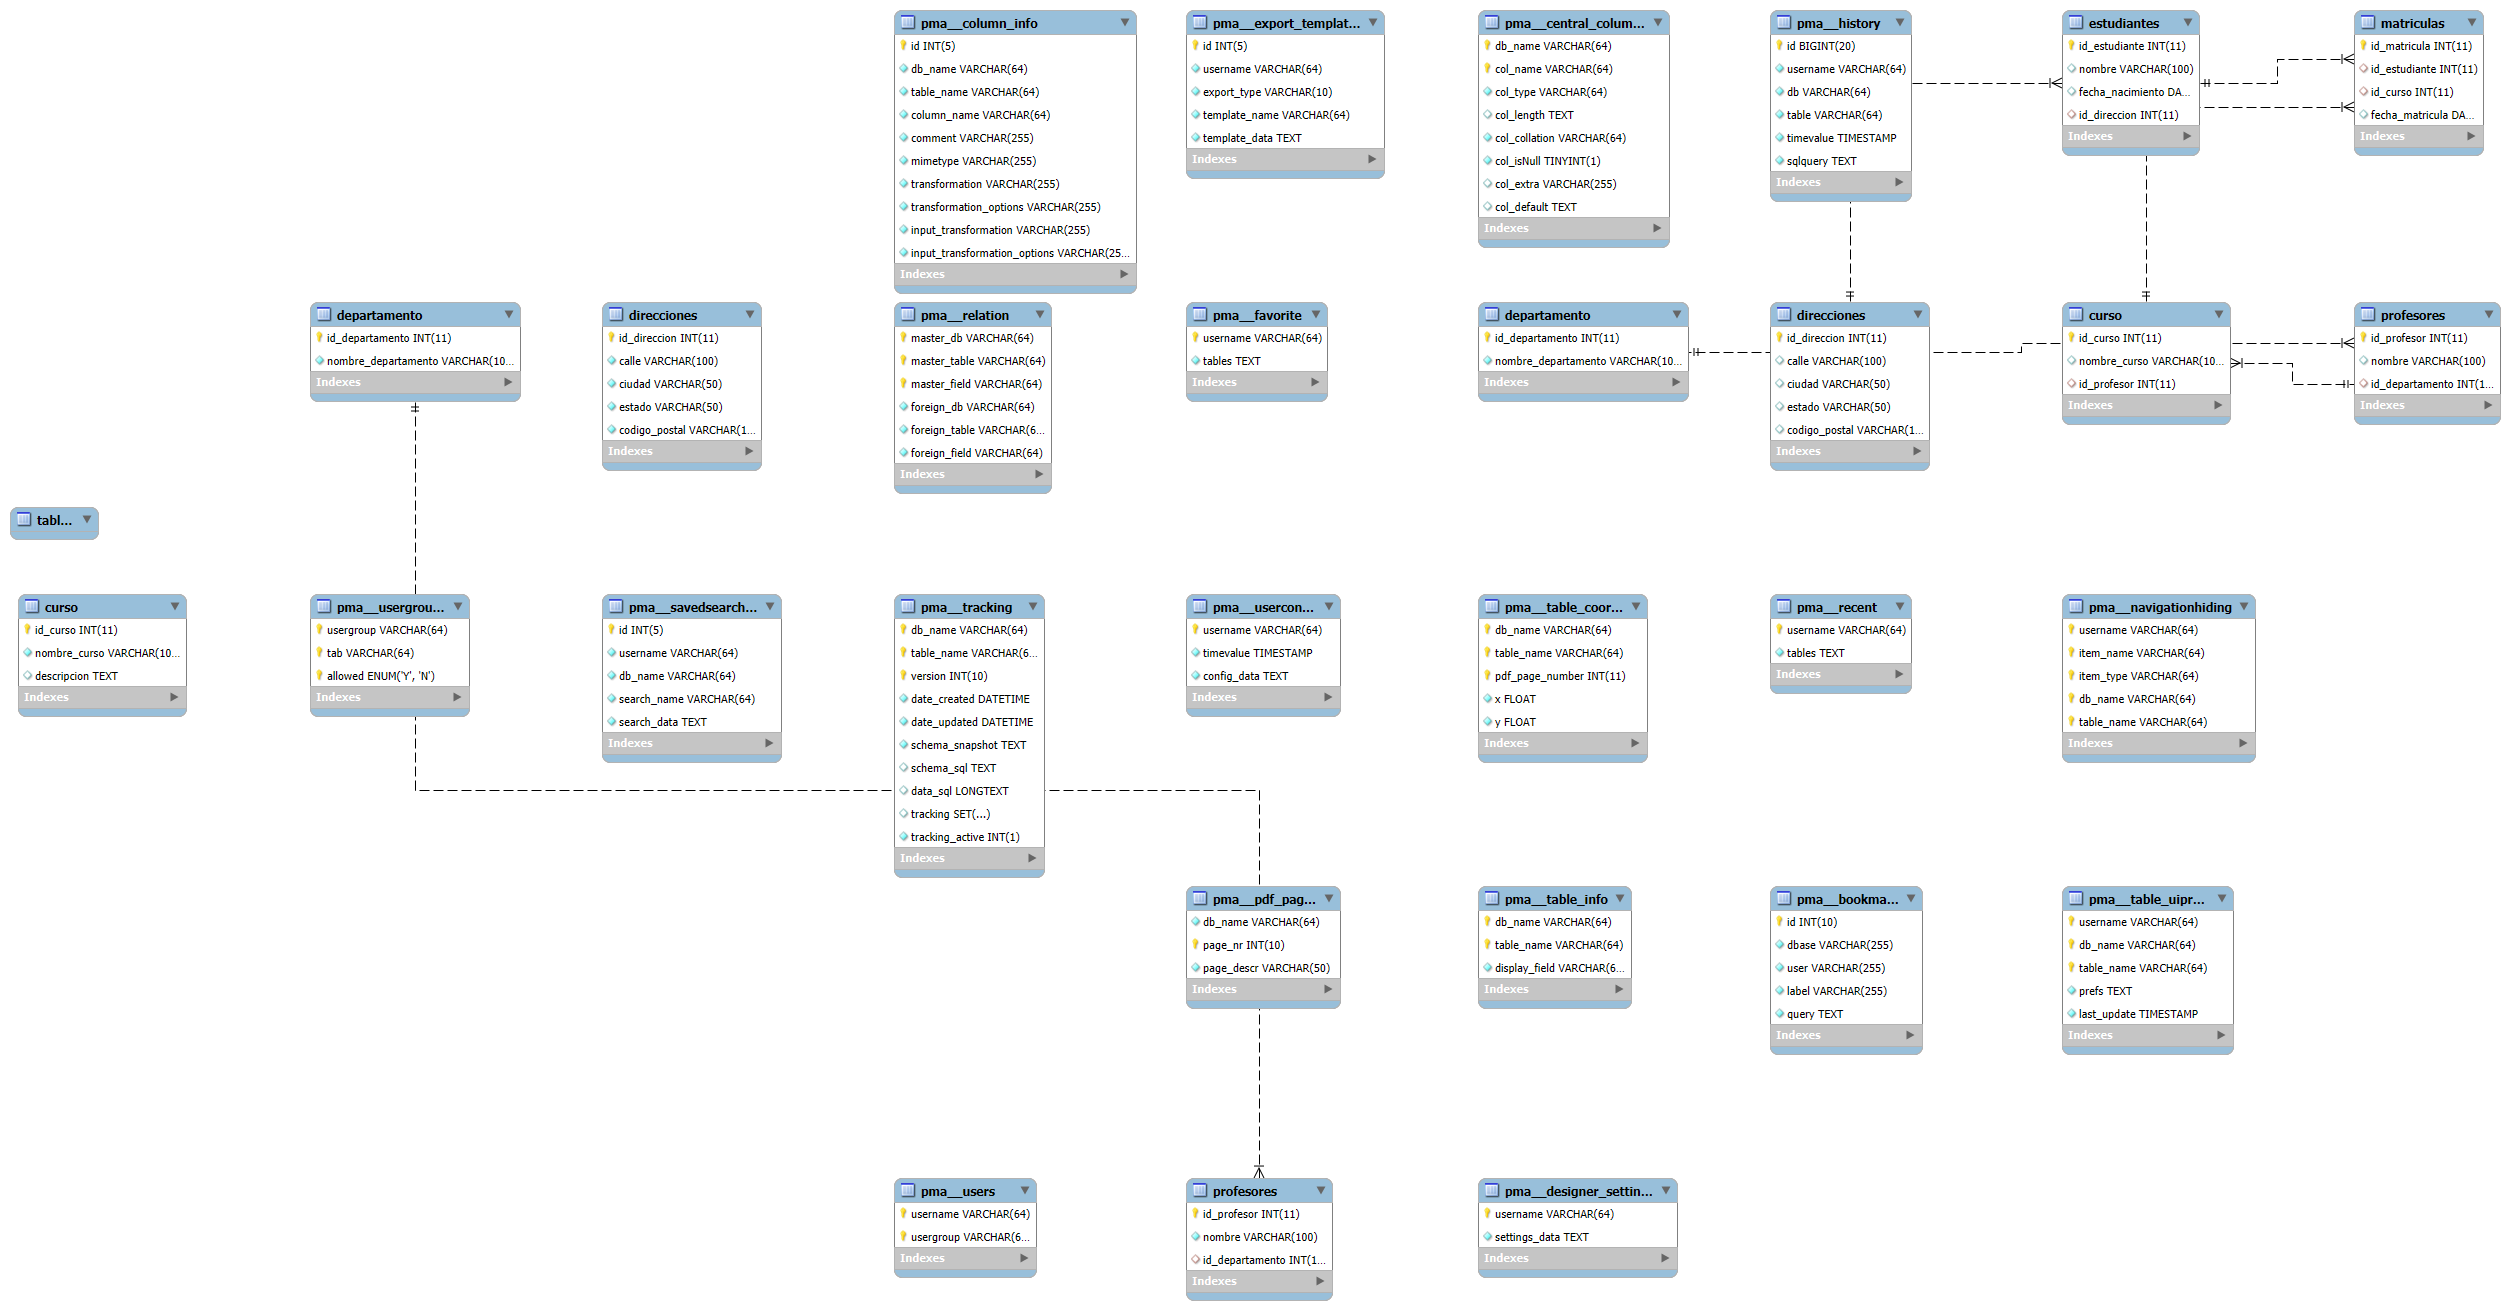 pma__column_info
id INT(5)
db_name VARCHAR(64)
table_name VARCHAR(64)
column_name VARCHAR(64)
comment VARCHAR(255)
mimetype VARCHAR(255)
transformation VARCHAR(255)
transformation_options VARCHAR(255)
input_transformation VARCHAR(255)
input_transformation_options VARCHAR(25...
Indexes
pma__export_templat...
id INT(5)
username VARCHAR(64)
export_type VARCHAR(10)
template_name VARCHAR(64)
template_data TEXT
Indexes
pma__central_colum...
db_name VARCHAR(64)
col_name VARCHAR(64)
col_type VARCHAR(64)
col_length TEXT
col_collation VARCHAR(64)
col_isNull TINYINT(1)
col_extra VARCHAR(255)
col_default TEXT
Indexes
pma__history
id BIGINT(20)
username VARCHAR(64)
db VARCHAR(64)
table VARCHAR(64)
timevalue TIMESTAMP
sqlquery TEXT
Indexes
estudiantes
id_estudiante INT(11)
nombre VARCHAR(100)
fecha_nacimiento DA...
id_direccion INT(11)
Indexes
matriculas
id_matricula INT(11)
id_estudiante INT(11)
id_curso INT(11)
fecha_matricula DA...
Indexes
departamento
id_departamento INT(11)
nombre_departamento VARCHAR(10...
Indexes
direcciones
id_direccion INT(11)
calle VARCHAR(100)
ciudad VARCHAR(50)
estado VARCHAR(50)
codigo_postal VARCHAR(1...
Indexes
pma__relation
master_db VARCHAR(64)
master_table VARCHAR(64)
master_field VARCHAR(64)
foreign_db VARCHAR(64)
foreign_table VARCHAR(6...
foreign_field VARCHAR(64)
Indexes
pma__favorite
username VARCHAR(64)
tables TEXT
Indexes
departamento
id_departamento INT(11)
nombre_departamento VARCHAR(10...
Indexes
direcciones
id_direccion INT(11)
calle VARCHAR(100)
ciudad VARCHAR(50)
estado VARCHAR(50)
codigo_postal VARCHAR(1...
Indexes
curso
id_curso INT(11)
nombre_curso VARCHAR(10...
id_profesor INT(11)
Indexes
profesores
id_profesor INT(11)
nombre VARCHAR(100)
id_departamento INT(1...
Indexes
tabl...
curso
id_curso INT(11)
nombre_curso VARCHAR(10...
descripcion TEXT
Indexes
pma__usergrou...
usergroup VARCHAR(64)
tab VARCHAR(64)
allowed ENUM('Y', 'N')
Indexes
pma__savedsearch...
id INT(5)
username VARCHAR(64)
db_name VARCHAR(64)
search_name VARCHAR(64)
search_data TEXT
Indexes
pma__tracking
db_name VARCHAR(64)
table_name VARCHAR(6...
version INT(10)
date_created DATETIME
date_updated DATETIME
schema_snapshot TEXT
schema_sql TEXT
data_sql LONGTEXT
tracking SET(...)
tracking_active INT(1)
Indexes
pma__usercon...
username VARCHAR(64)
timevalue TIMESTAMP
config_data TEXT
Indexes
pma__table_coor...
db_name VARCHAR(64)
table_name VARCHAR(64)
pdf_page_number INT(11)
x FLOAT
y FLOAT
Indexes
pma__recent
username VARCHAR(64)
tables TEXT
Indexes
pma__navigationhiding
username VARCHAR(64)
item_name VARCHAR(64)
item_type VARCHAR(64)
db_name VARCHAR(64)
table_name VARCHAR(64)
Indexes
pma__pdf_pag...
db_name VARCHAR(64)
page_nr INT(10)
page_descr VARCHAR(50)
Indexes
pma__table_info
db_name VARCHAR(64)
table_name VARCHAR(64)
display_field VARCHAR(6...
Indexes
pma__bookma...
id INT(10)
dbase VARCHAR(255)
user VARCHAR(255)
label VARCHAR(255)
query TEXT
Indexes
pma__table_uipr...
username VARCHAR(64)
db_name VARCHAR(64)
table_name VARCHAR(64)
prefs TEXT
last_update TIMESTAMP
Indexes
pma__users
username VARCHAR(64)
usergroup VARCHAR(6...
Indexes
profesores
id_profesor INT(11)
nombre VARCHAR(100)
id_departamento INT(1...
Indexes
pma__designer_settin...
username VARCHAR(64)
settings_data TEXT
Indexes